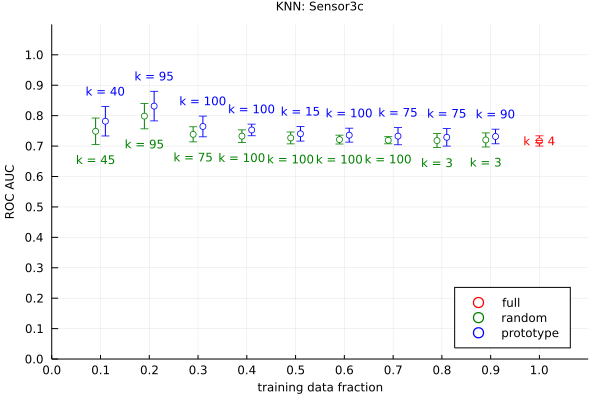 KNN: Sensor3c
ROC AUC
1.0
0.9
0.8
0.7
0.6
0.5
0.4
0.3
0.2
0.1
0.0
k = 40
k = 95
k = 100
k = 100
k = 15
k = 100
k = 75
k = 75
k = 90
k = 45
k = 95
k = 75
k = 100
k = 100
k = 100
k = 100
k = 3
k = 3
k = 4
full
random
prototype
0.0 0.1 0.2 0.3 0.4 0.5 0.6 0.7 0.8 0.9 1.0
training data fraction